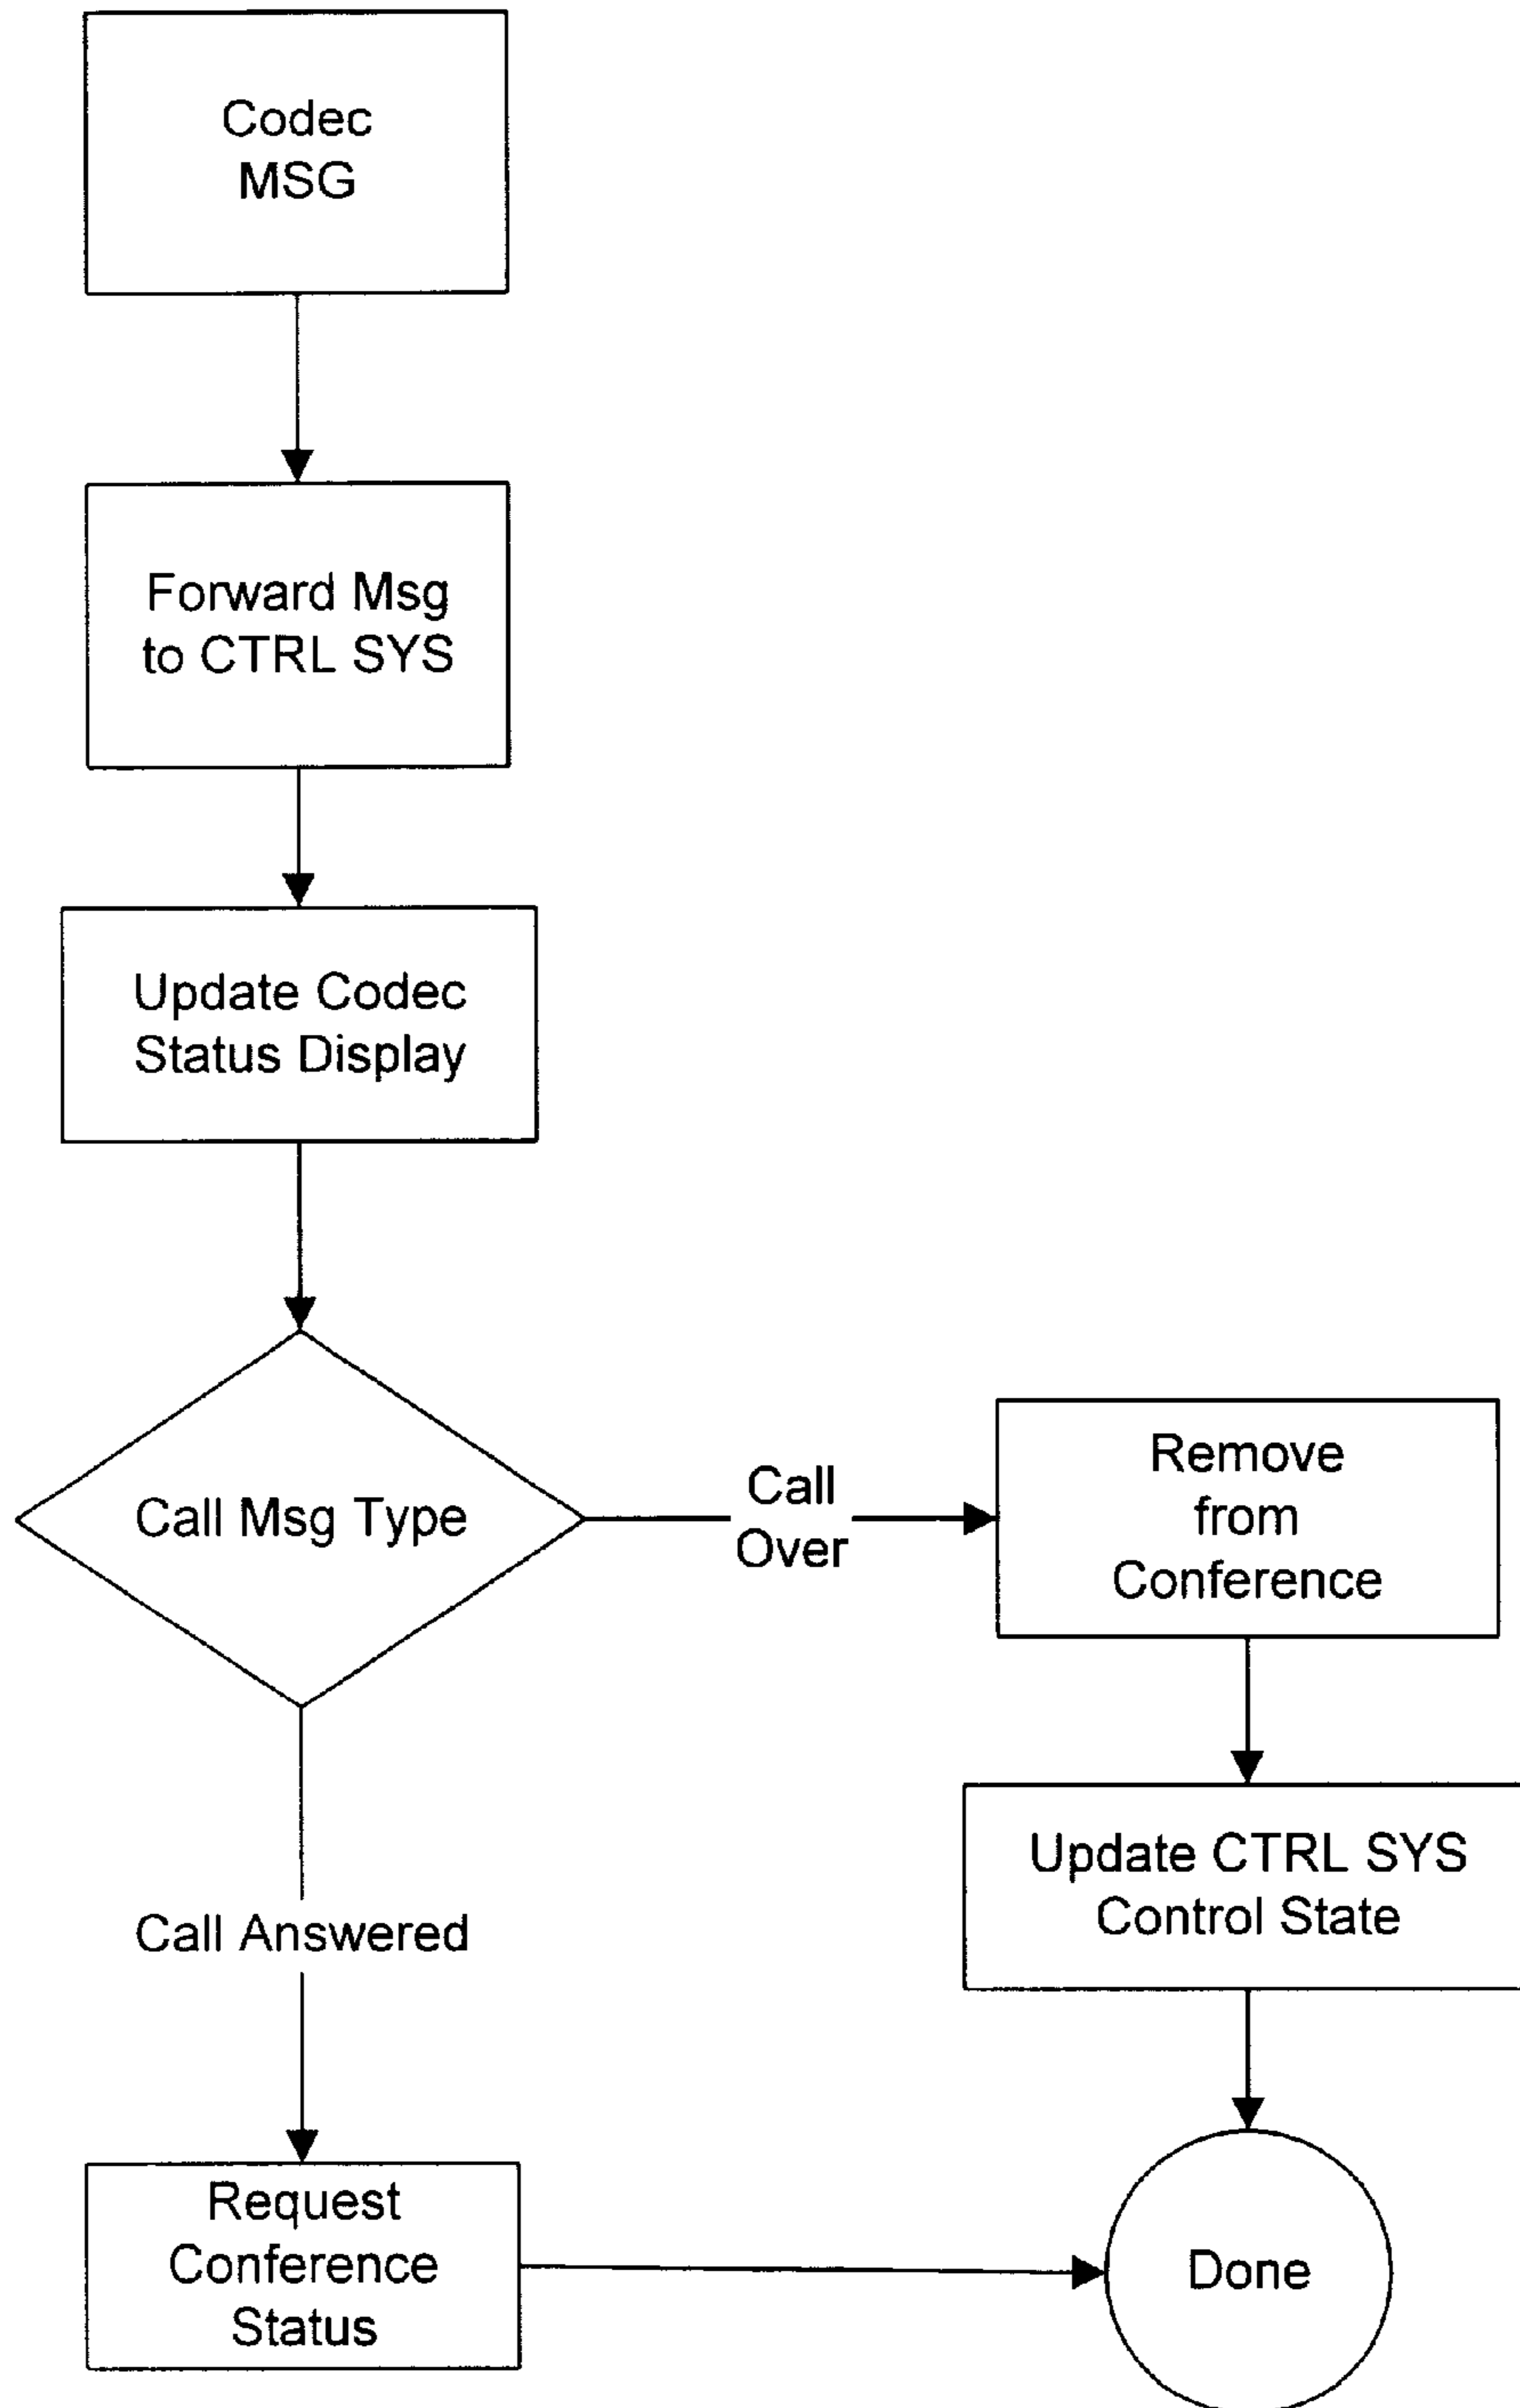 Codec
MSG
Forward Msg
to CTRL SYS
Update Codec
Status Display
Call Msg Type
Call
Over
Remove
from
Conference
Update CTRL SYS
Control State
Call Answered
Request
Conference
Status
Done